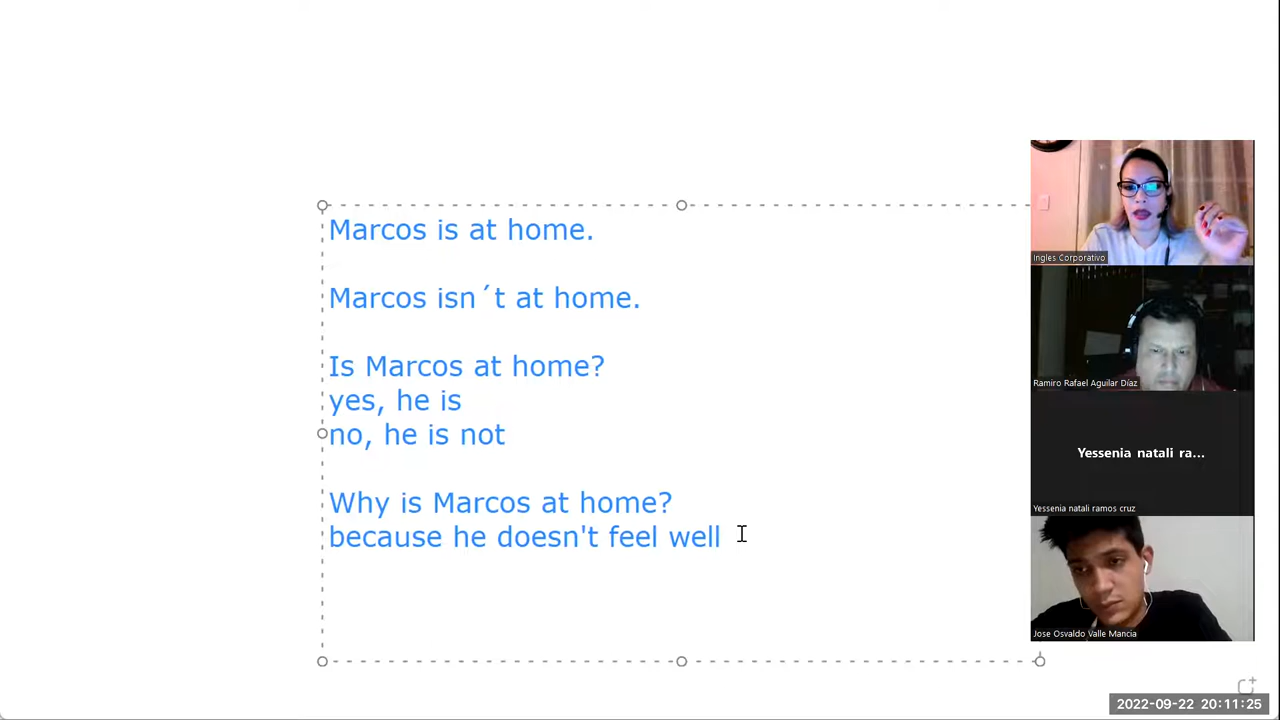 Marcos is at home.
Marcos isn´t at home.
Is Marcos at home?
yes, he is
no, he is not
Why is Marcos at home?
because he doesn't feel well
Ingles Corporativo
Ramiro Rafael Aguilar Díaz
Yessenia natali ra...
Yessenia natali ramos cruz
Jose Osvaldo Valle Mancia
2022-09-22 20:11:25